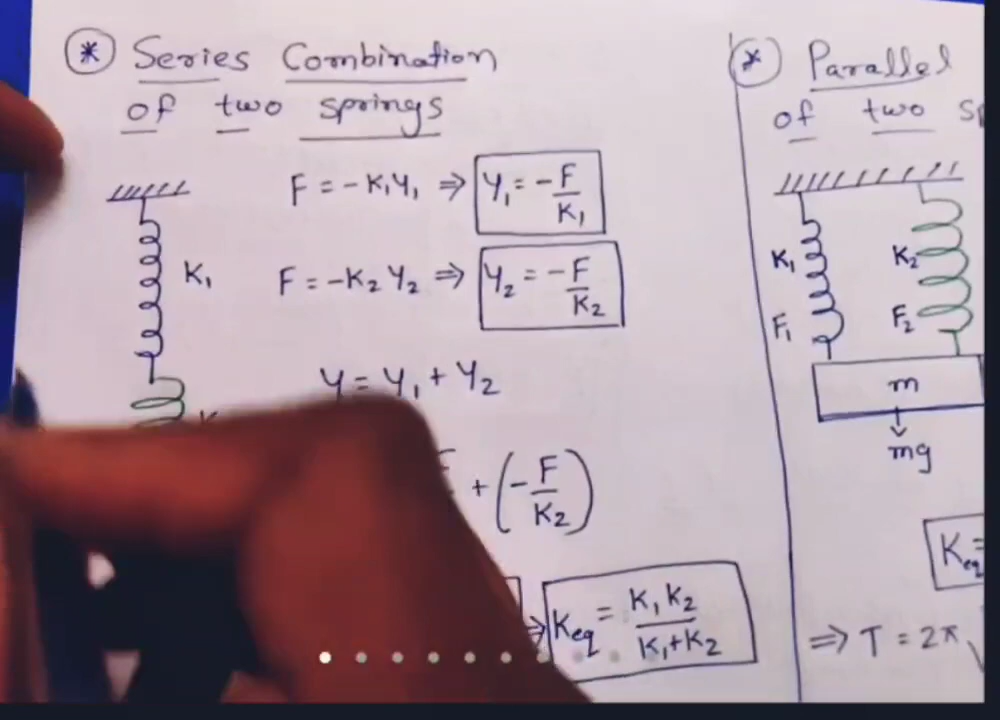 * Series Combination
of two springs
F = -K₁Y₁ ⇒ Y₁ = -F/K₁
K₁
F = -K₂Y₂ ⇒ Y₂ = -F/K₂
Y = Y₁ + Y₂
+ (-F/K₂)
⇒ Keq = K₁K₂/K₁+K₂
* Parallel
of two
K₁ K₂
F₁ F₂
m
mg
Keq =
⇒ T = 2π